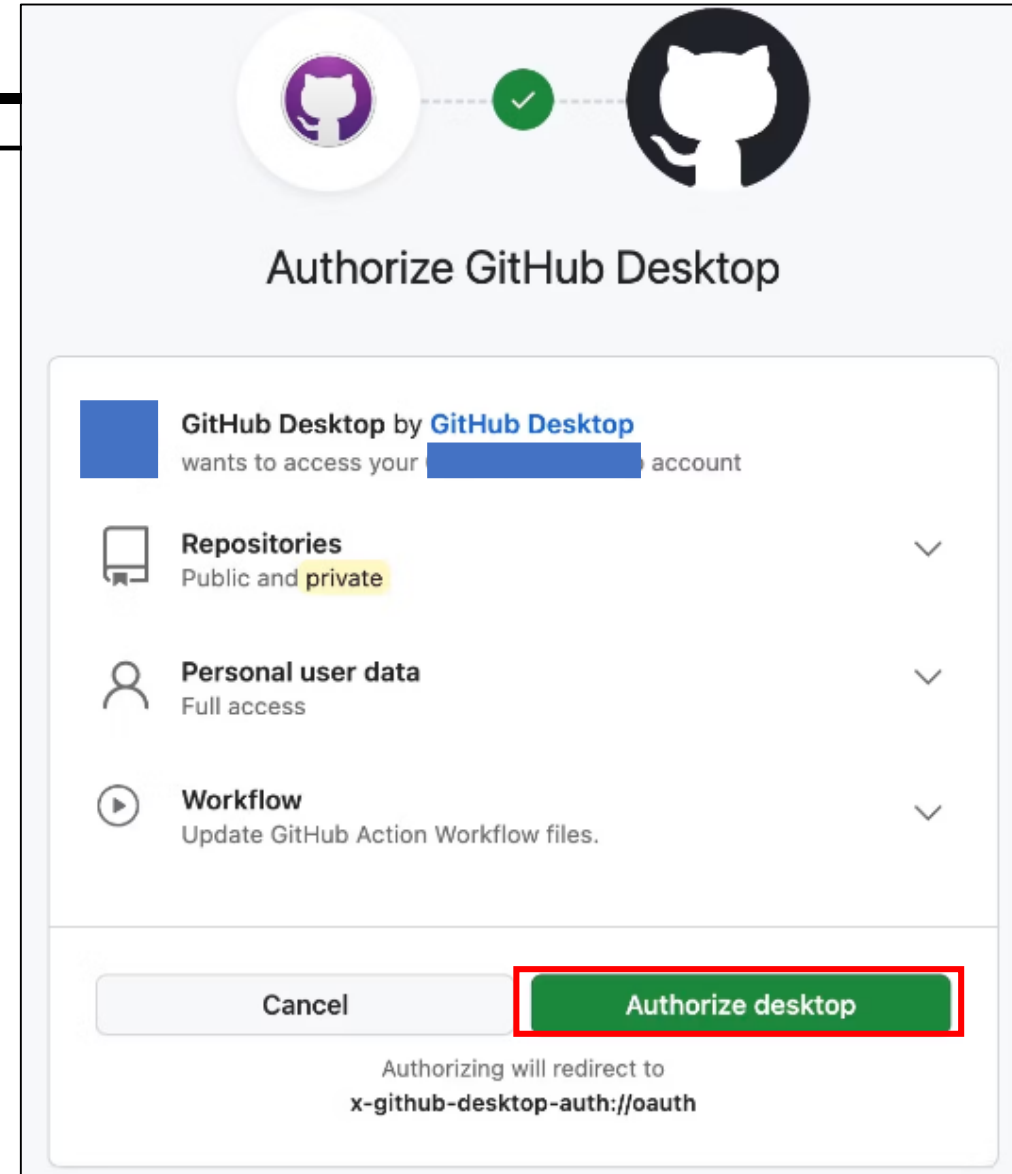 Authorize GitHub Desktop
GitHub Desktop by GitHub Desktop
wants to access your account
Repositories
Public and private
Personal user data
Full access
Workflow
Update GitHub Action Workflow files.
Cancel
Authorize desktop
Authorizing will redirect to
x-github-desktop-auth://oauth